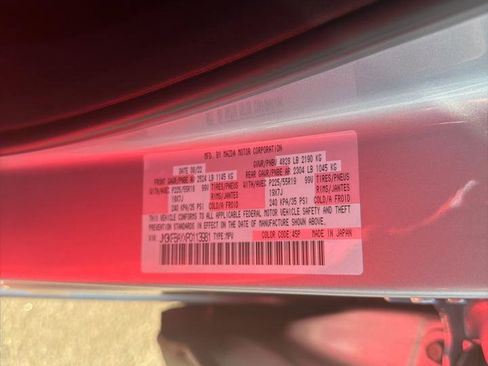 MFD. BY MAZDA MOTOR CORPORATION
DATE 08/22 GVWR/PNBV 4828 LB 2190 KG
FRONT GAWR/PNBE AR 2524 LB 1145 KG REAR GAWR/PNBE AR 2304 LB 1045 KG
WITH/AVEC P225/55R19 99V TIRES/PNEUS WITH/AVEC P225/55R19 99V TIRES/PNEUS
19X7J RIMS/JANTES 19X7J RIMS/JANTES
240 KPA/35 PSI COLD/A FROID 240 KPA/35 PSI COLD/A FROID
THIS VEHICLE CONFORMS TO ALL APPLICABLE FEDERAL MOTOR VEHICLE SAFETY AND THEFT PREVENTION
STANDARDS IN EFFECT ON THE DATE OF MANUFACTURE SHOWN ABOVE.
TYPE:MPV COLOR CODE:45P MADE IN JAPAN